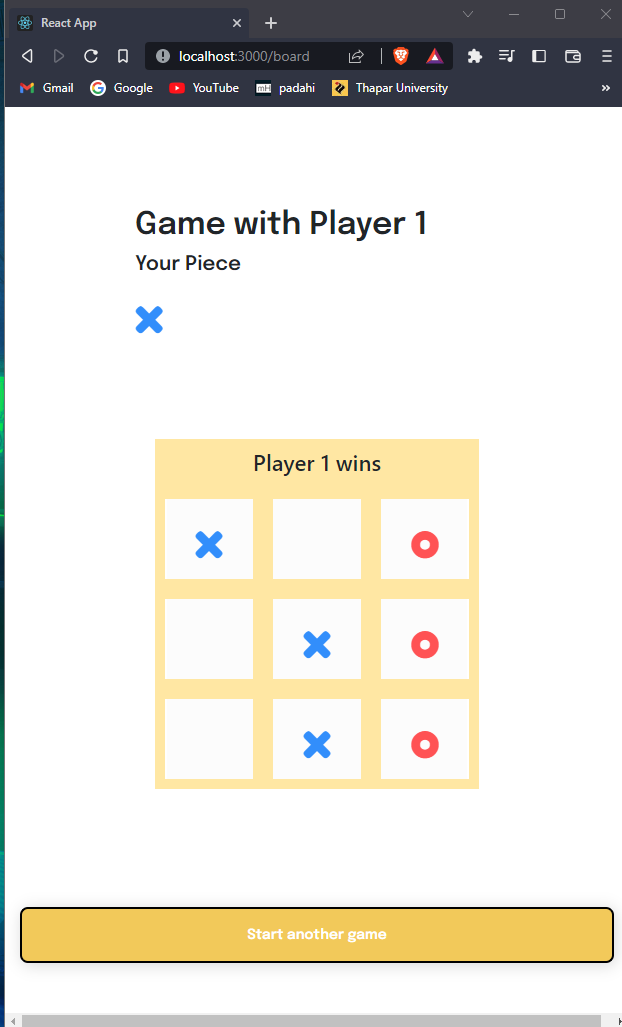 React App
localhost:3000/board
Gmail Google YouTube mH padahi Thapar University
Game with Player 1
Your Piece
Player 1 wins
Start another game